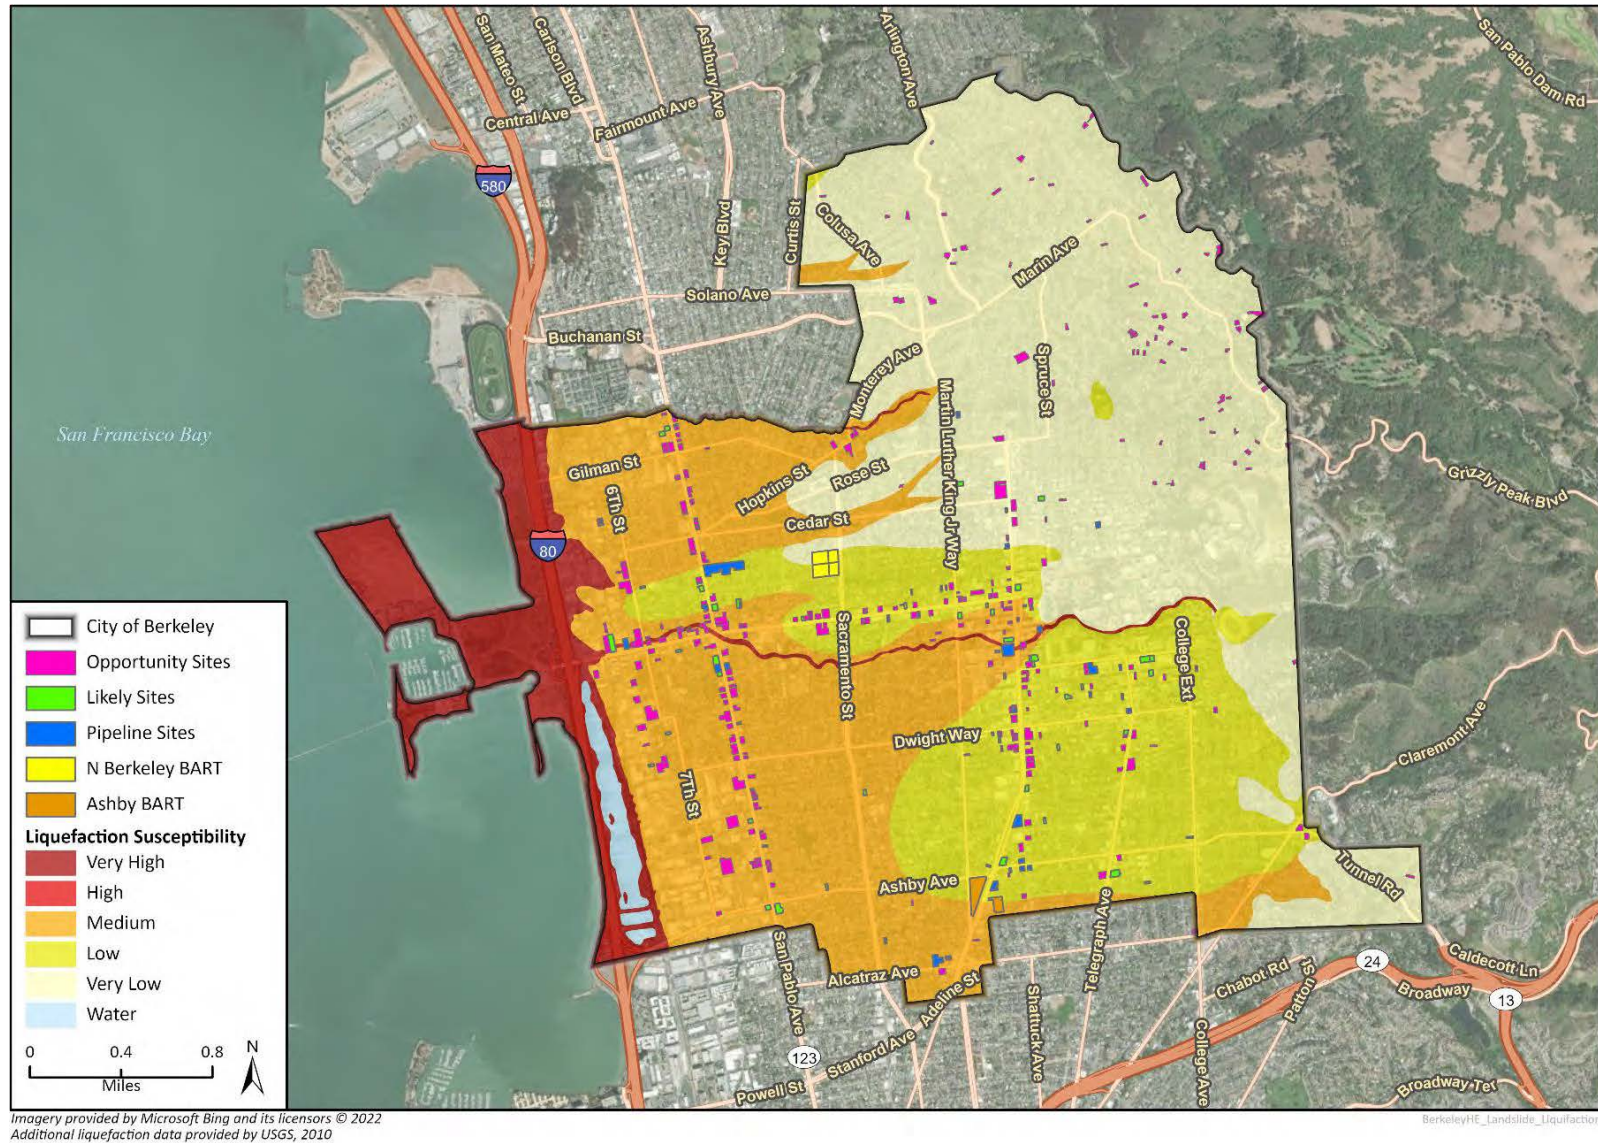 San Mateo St
Carlson Blvd
Ashbury Ave
Arlington Ave
San Pablo Dam Rd
Central Ave
Fairmount Ave
580
Key Blvd
Curtis St
Colusa Ave
Marin Ave
Solano Ave
Buchanan St
Monterey Ave
Spruce St
Martin Luther King Jr Way
San Francisco Bay
Gilman St
6Th St
Hopkins St
Rose St
Cedar St
Grizzly Peak Blvd
80
Sacramento St
College Ext
Dwight Way
Claremont Ave
7Th St
Ashby Ave
Tunnel Rd
Telegraph Ave
San Pablo Ave
Alcatraz Ave
Adeline St
Shattuck Ave
Chabot Rd
Patton St
24
Broadway
Caldecott Ln
13
123
Stanford Ave
College Ave
Powell St
Broadway Ter
City of Berkeley
Opportunity Sites
Likely Sites
Pipeline Sites
N Berkeley BART
Ashby BART
Liquefaction Susceptibility
Very High
High
Medium
Low
Very Low
Water
0 0.4 0.8
Miles
N
Imagery provided by Microsoft Bing and its licensors © 2022
Additional liquefaction data provided by USGS, 2010
BerkeleyHE_Landslide_Liquifaction